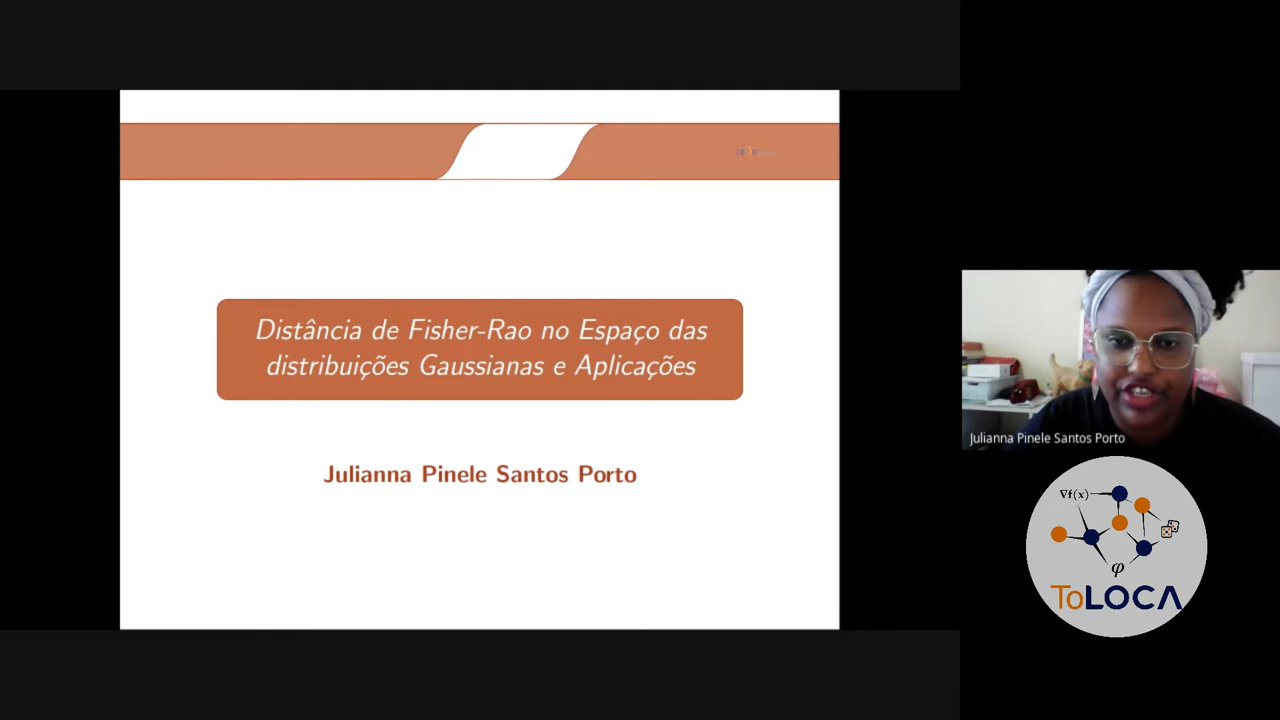 Distância de Fisher-Rao no Espaço das
distribuições Gaussianas e Aplicações
Julianna Pinele Santos Porto
Julianna Pinele Santos Porto
∇f(x)
φ
ToLOCA